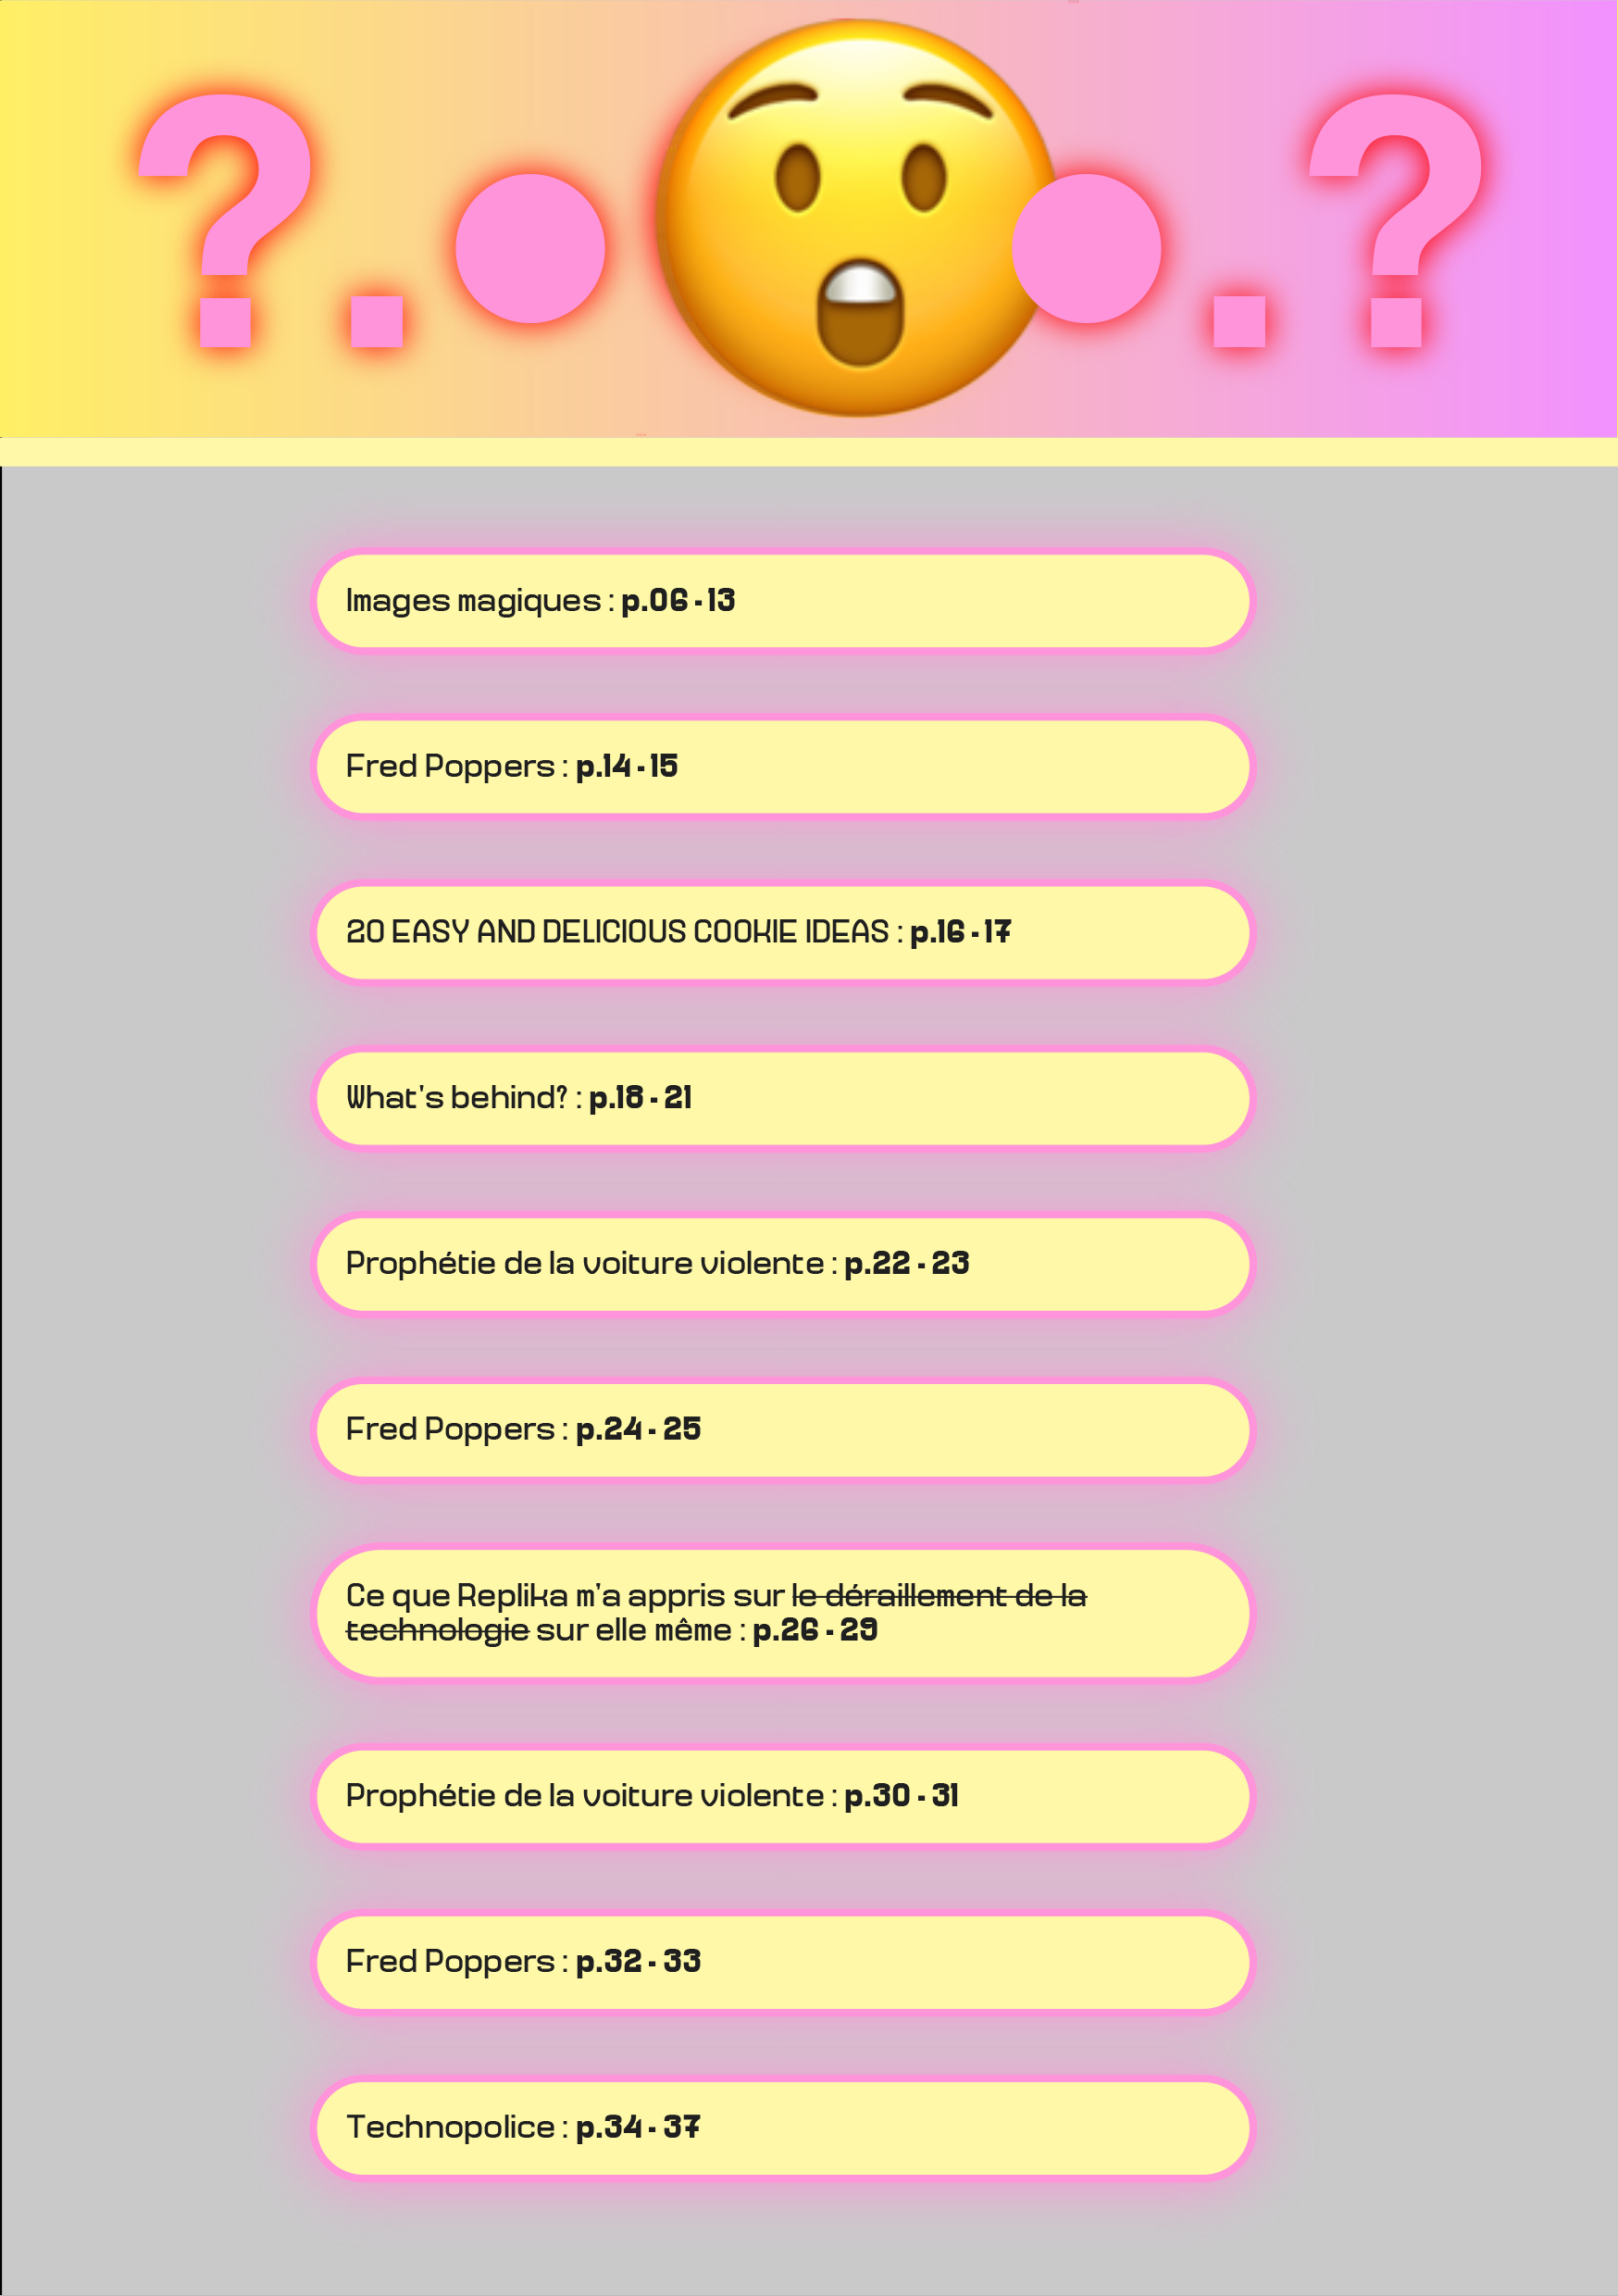 ?.●😲●.?
Images magiques : p.06 - 13
Fred Poppers : p.14 - 15
20 EASY AND DELICIOUS COOKIE IDEAS : p.16 - 17
What's behind? : p.18 - 21
Prophétie de la voiture violente : p.22 - 23
Fred Poppers : p.24 - 25
Ce que Replika m'a appris sur le déraillement de la
technologie sur elle même : p.26 - 29
Prophétie de la voiture violente : p.30 - 31
Fred Poppers : p.32 - 33
Technopolice : p.34 - 37